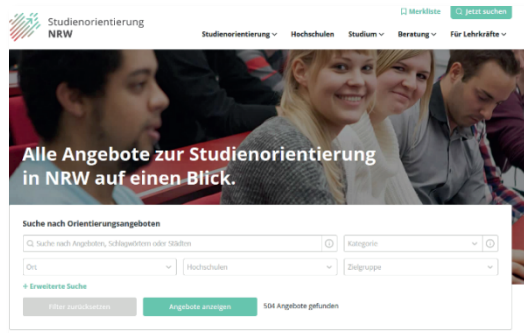 Studienorientierung
NRW
Merkliste
Jetzt suchen
Studienorientierung
Hochschulen
Studium
Beratung
Für Lehrkräfte
Alle Angebote zur Studienorientierung
in NRW auf einen Blick.
Suche nach Orientierungsangeboten
Suche nach Angeboten, Schlagwörtern oder Städten
Kategorie
Ort
Hochschulen
Zielgruppe
+ Erweiterte Suche
Filter zurücksetzen
Angebote anzeigen
504 Angebote gefunden